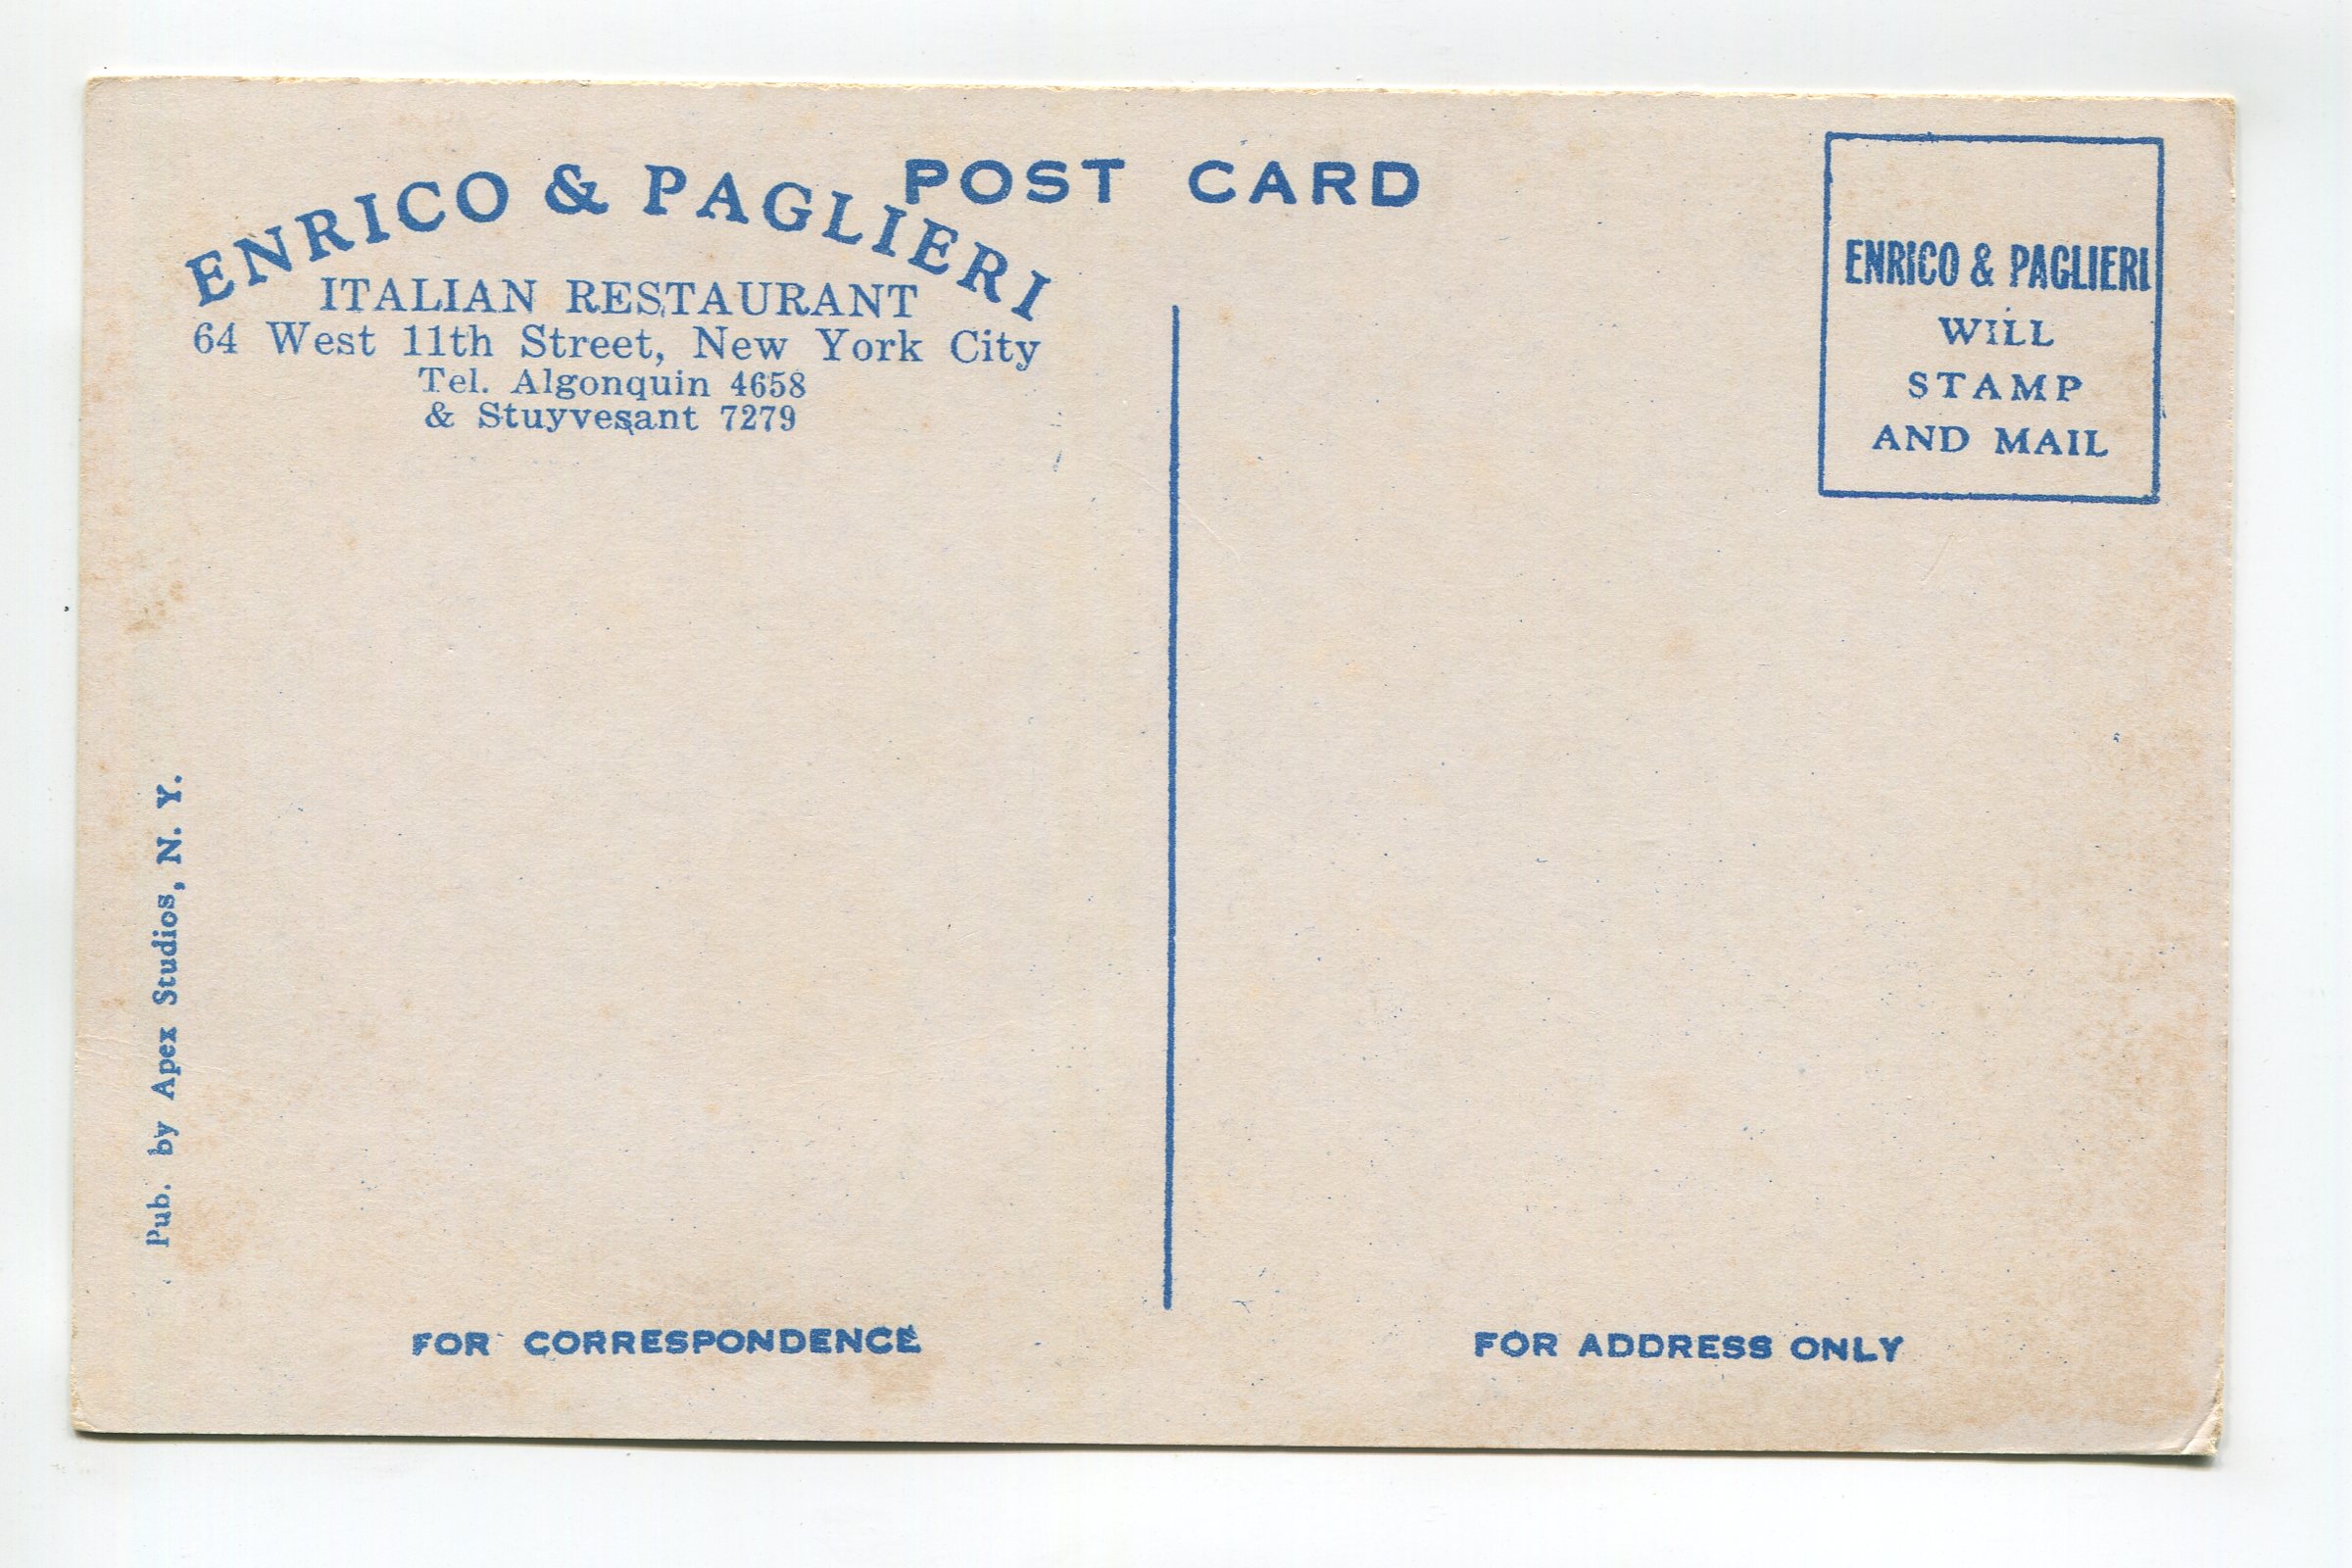 POST CARD
ENRICO & PAGLIERI
ITALIAN RESTAURANT
64 West 11th Street, New York City
Tel. Algonquin 4658
& Stuyvesant 7279
ENRICO & PAGLIERI
WILL
STAMP
AND MAIL
Pub. by Apex Studios, N. Y.
FOR CORRESPONDENCE
FOR ADDRESS ONLY